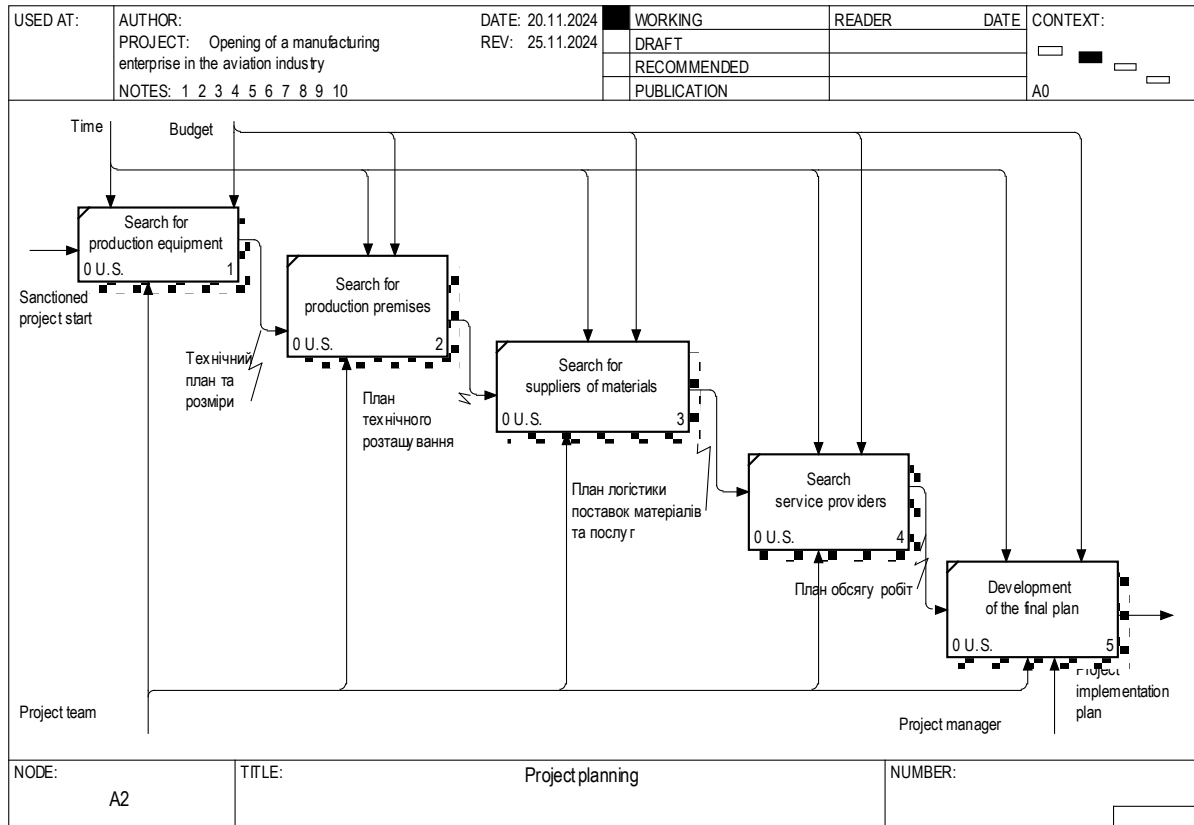 USED AT:
AUTHOR:
DATE: 20.11.2024
PROJECT: Opening of a manufacturing
REV: 25.11.2024
enterprise in the aviation industry
NOTES: 1 2 3 4 5 6 7 8 9 10
WORKING
DRAFT
RECOMMENDED
PUBLICATION
READER
DATE
CONTEXT:
A0
Time
Budget
Search for
production equipment
0 U.S.
1
Sanctioned
project start
Search for
production premises
0 U.S.
2
Технічний
план та
розміри
Search for
suppliers of materials
0 U.S.
3
План
технічного
розташування
Search
service providers
0 U.S.
4
План логістики
поставок матеріалів
та послуг
План обсягу робіт
Development
of the final plan
0 U.S.
5
Project
implementation
plan
Project team
Project manager
NODE:
A2
TITLE:
Project planning
NUMBER: